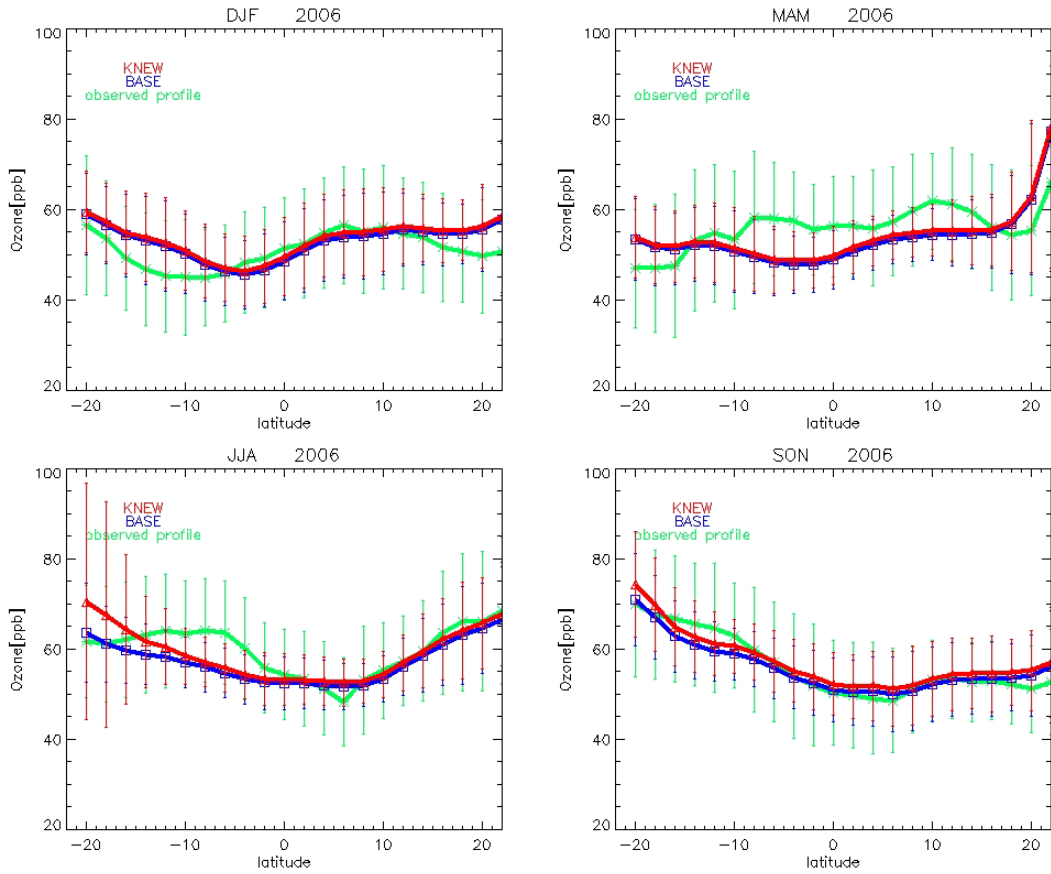 DJF 2006
100
80
60
40
20
Ozone[ppb]
KNEW
BASE
observed profile
-20 -10 0 10 20
latitude
MAM 2006
100
80
60
40
20
Ozone[ppb]
KNEW
BASE
observed profile
-20 -10 0 10 20
latitude
JJA 2006
100
80
60
40
20
Ozone[ppb]
KNEW
BASE
observed profile
-20 -10 0 10 20
latitude
SON 2006
100
80
60
40
20
Ozone[ppb]
KNEW
BASE
observed profile
-20 -10 0 10 20
latitude